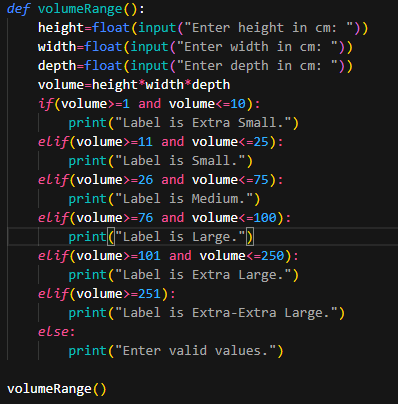 def volumeRange():
    height=float(input("Enter height in cm: "))
    width=float(input("Enter width in cm: "))
    depth=float(input("Enter depth in cm: "))
    volume=height*width*depth
    if(volume>=1 and volume<=10):
        print("Label is Extra Small.")
    elif(volume>=11 and volume<=25):
        print("Label is Small.")
    elif(volume>=26 and volume<=75):
        print("Label is Medium.")
    elif(volume>=76 and volume<=100):
        print("Label is Large.")
    elif(volume>=101 and volume<=250):
        print("Label is Extra Large.")
    elif(volume>=251):
        print("Label is Extra-Extra Large.")
    else:
        print("Enter valid values.")
volumeRange()